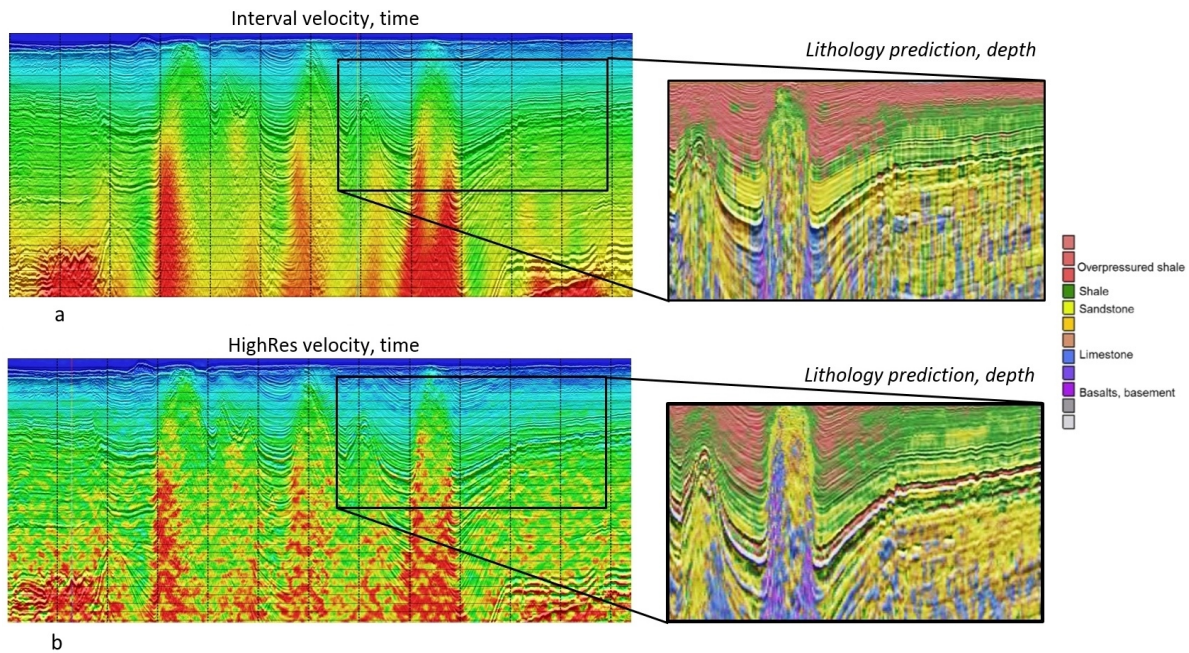 Interval velocity, time
Lithology prediction, depth
a
HighRes velocity, time
Lithology prediction, depth
b
Overpressured shale
Shale
Sandstone
Limestone
Basalts, basement